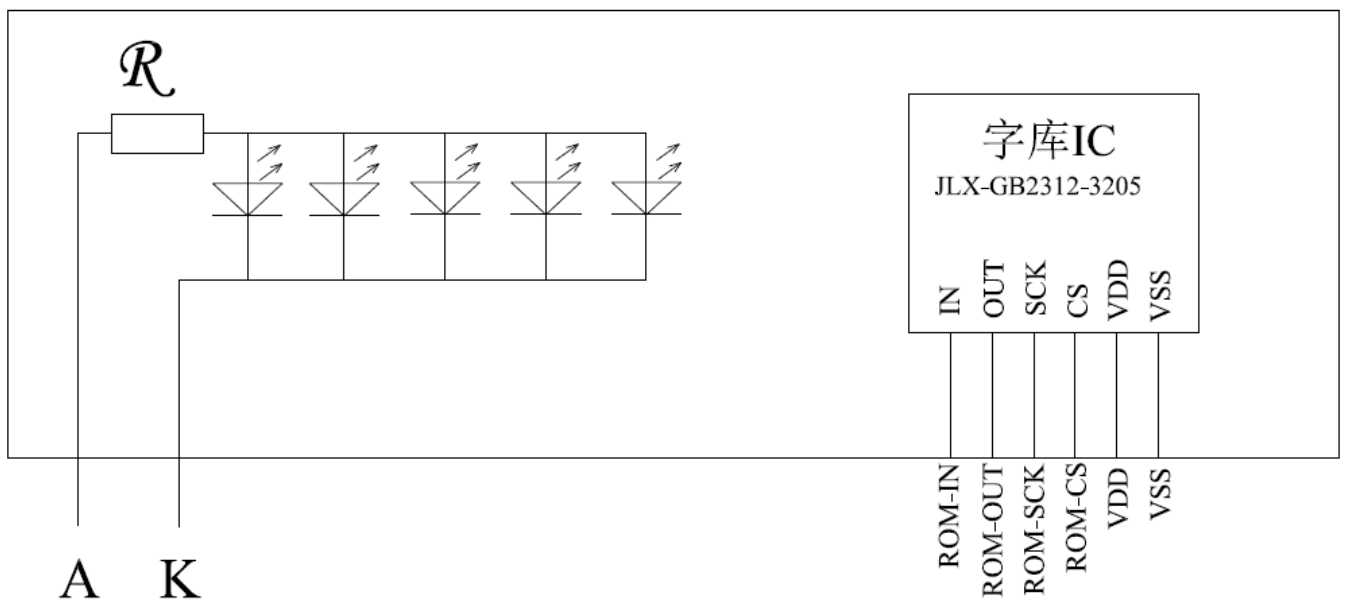 R
字库IC
JLX-GB2312-3205
IN
OUT
SCK
CS
VDD
VSS
ROM-IN
ROM-OUT
ROM-SCK
ROM-CS
VDD
VSS
A
K